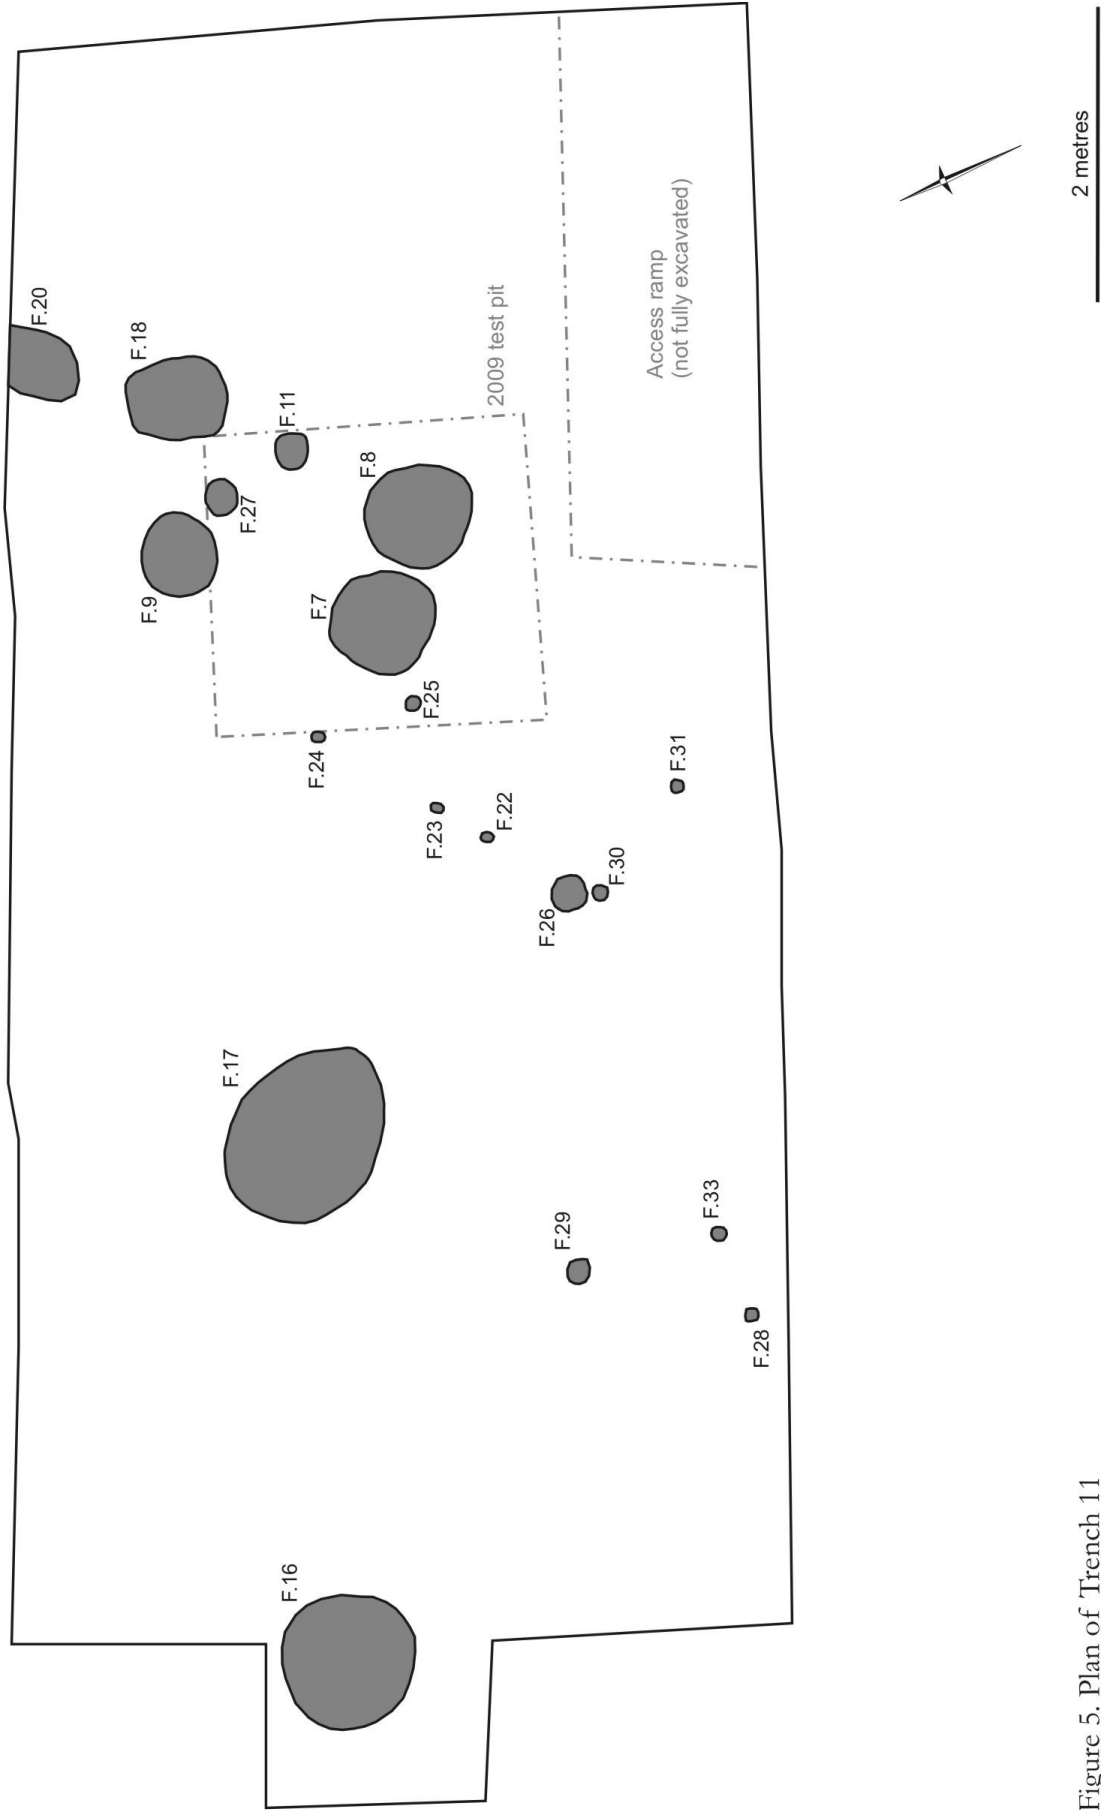 F.20
F.18
F.11
F.27
F.9
F.8
F.7
2009 test pit
Access ramp
(not fully excavated)
F.25
F.24
F.23
F.22
F.31
F.26
F.30
F.17
F.29
F.33
F.28
F.16
2 metres
Figure 5. Plan of Trench 11